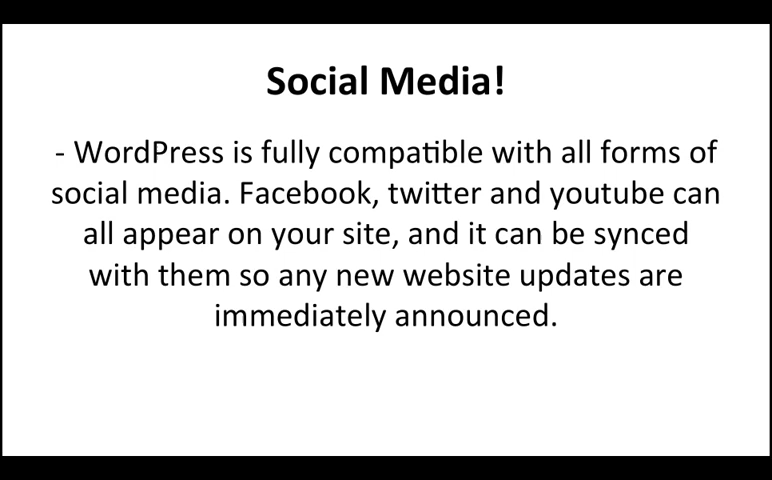 Social Media!
- WordPress is fully compatible with all forms of
social media. Facebook, twitter and youtube can
all appear on your site, and it can be synced
with them so any new website updates are
immediately announced.